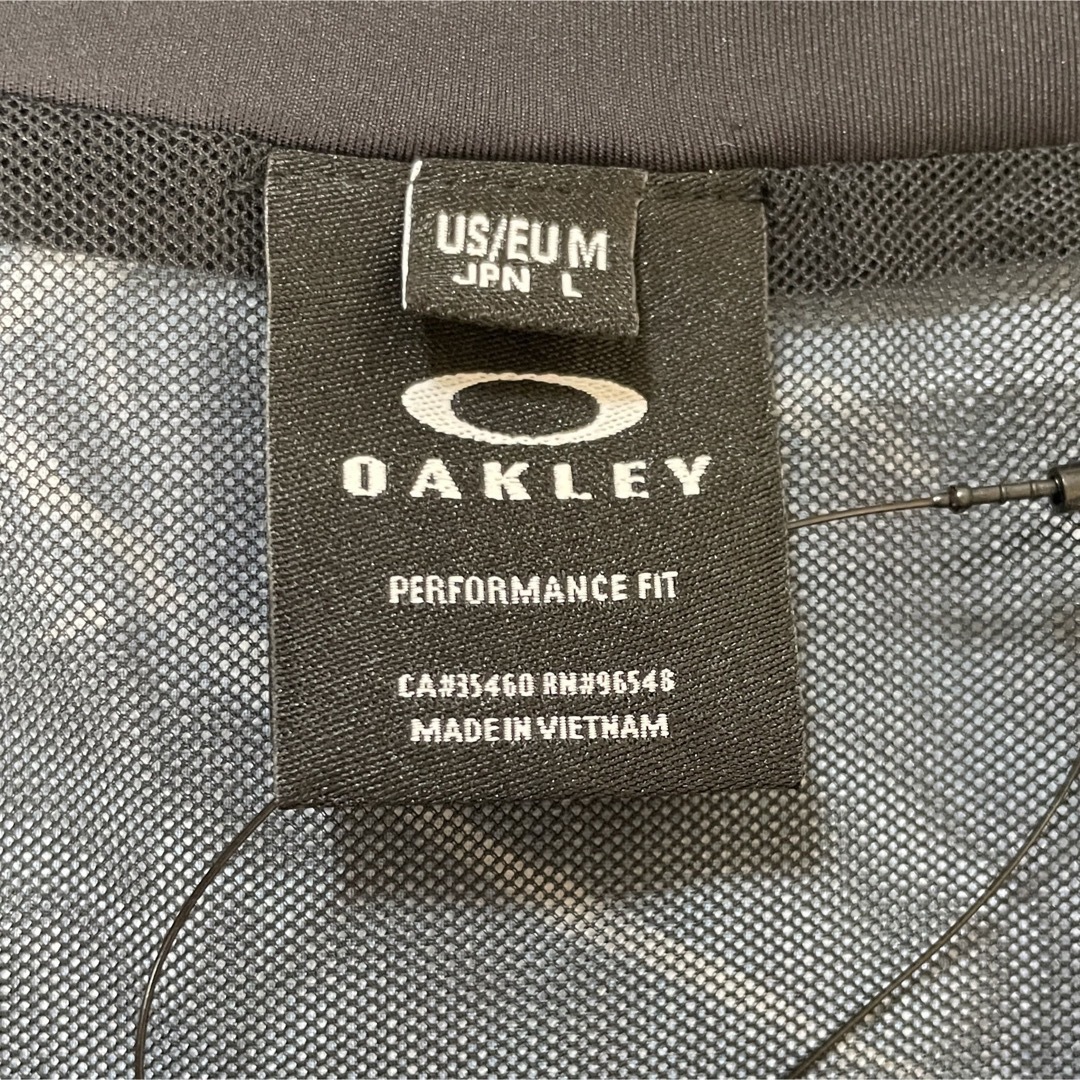 US/EU M
JPN L
OAKLEY
PERFORMANCE FIT
CA#35460 RN#96548
MADE IN VIETNAM